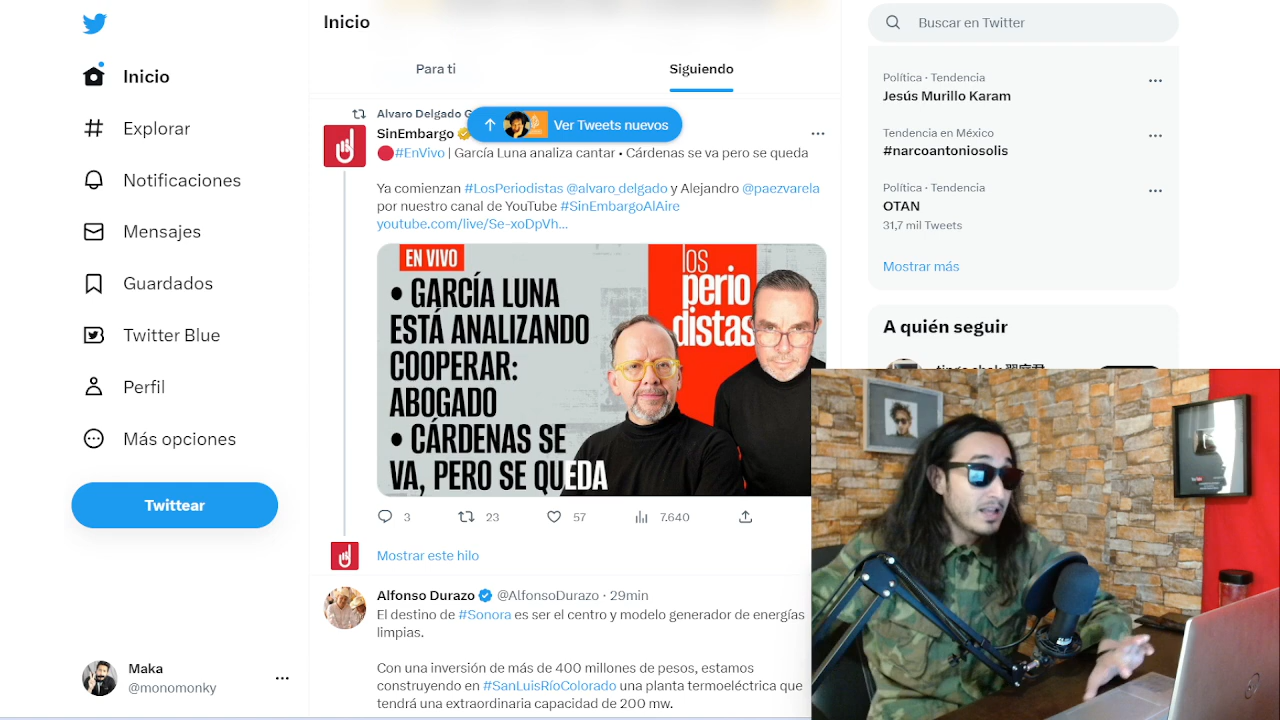 Inicio
Explorar
Notificaciones
Mensajes
Guardados
Twitter Blue
Perfil
Más opciones
Twittear
Maka
@monomonky
Inicio
Para ti
Siguiendo
Ver Tweets nuevos
Alvaro Delgado G
SinEmbargo
#EnVivo | García Luna analiza cantar • Cárdenas se va pero se queda
Ya comienzan #LosPeriodistas @alvaro_delgado y Alejandro @paezvarela
por nuestro canal de YouTube #SinEmbargoAlAire
youtube.com/live/Se-xoDpVh...
EN VIVO
• GARCÍA LUNA
ESTÁ ANALIZANDO
COOPERAR:
ABOGADO
• CÁRDENAS SE
VA, PERO SE QUEDA
los
perio
distas
3
23
57
7.640
Mostrar este hilo
Alfonso Durazo @AlfonsoDurazo · 29min
El destino de #Sonora es ser el centro y modelo generador de energías
limpias.
Con una inversión de más de 400 millones de pesos, estamos
construyendo en #SanLuisRíoColorado una planta termoeléctrica que
tendrá una extraordinaria capacidad de 200 mw.
Buscar en Twitter
Política · Tendencia
Jesús Murillo Karam
Tendencia en México
#narcoantoniosolis
Política · Tendencia
OTAN
31,7 mil Tweets
Mostrar más
A quién seguir